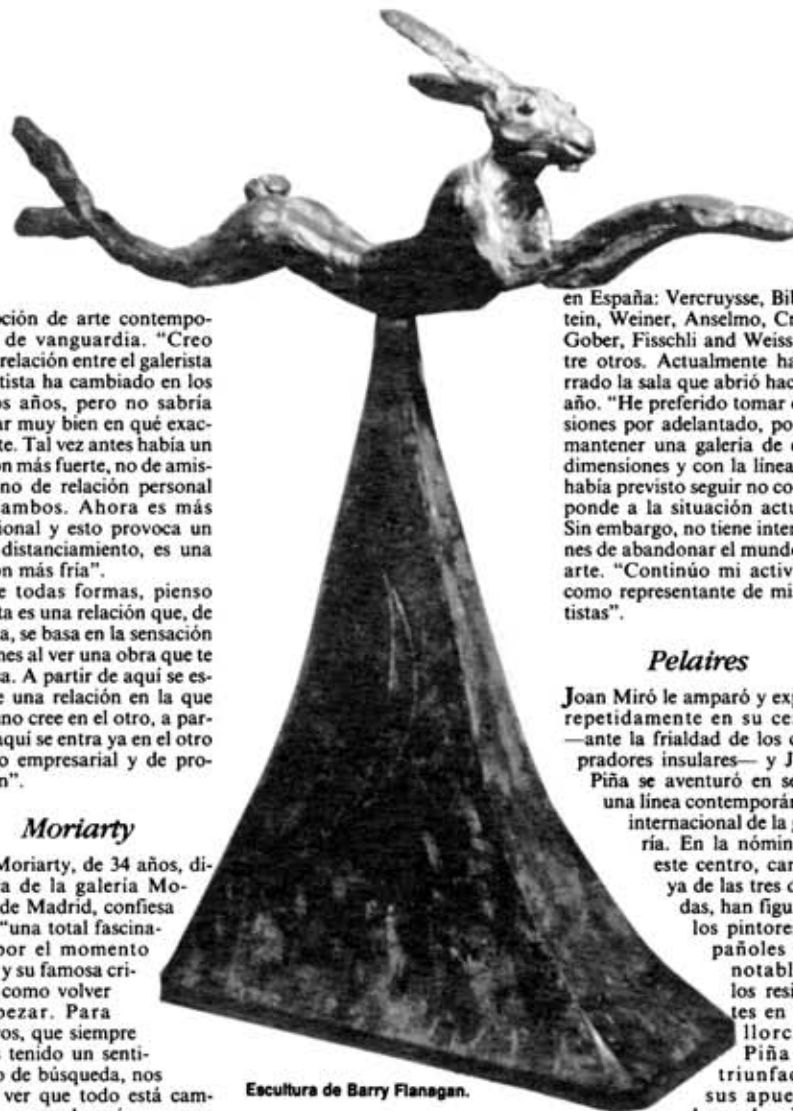 ción de arte contempo-
de vanguardia. “Creo
relación entre el galerista
tista ha cambiado en los
os años, pero no sabría
ar muy bien en qué exac-
te. Tal vez antes había un
ón más fuerte, no de amis-
no de relación personal
ambos. Ahora es más
ional y esto provoca un
distanciamiento, es una
ón más fría”.
e todas formas, pienso
ta es una relación que, de
a, se basa en la sensación
nes al ver una obra que te
sa. A partir de aquí se es-
e una relación en la que
uno cree en el otro, a par-
aquí se entra ya en el otro
o empresarial y de pro-
n”.
Moriarty
Moriarty, de 34 años, di-
a de la galería Mo-
de Madrid, confiesa
“una total fascina-
por el momento
y su famosa cri-
como volver
pezar. Para
ros, que siempre
s tenido un senti-
o de búsqueda, nos
ver que todo está cam-
Escultura de Barry Flanagan.
en España: Vercruysse, Bil
tein, Weiner, Anselmo, Cr
Gober, Fisschli and Weiss
tre otros. Actualmente ha
rrado la sala que abrió hac
año. “He preferido tomar
siones por adelantado, po
mantener una galería de
dimensiones y con la línea
había previsto seguir no co
ponde a la situación actu
Sin embargo, no tiene inter
nes de abandonar el mundo
arte. “Continúo mi activ
como representante de mi
tistas”.
Pelaires
Joan Miró le amparó y exp
repetidamente en su ce
—ante la frialdad de los c
pradores insulares— y J
Piña se aventuró en se
una línea contemporán
internacional de la g
ría. En la nómin
este centro, car
ya de las tres d
das, han figu
los pintores
pañoles
notabl
los resi
tes en
llorc
Piña
triunfac
sus apue